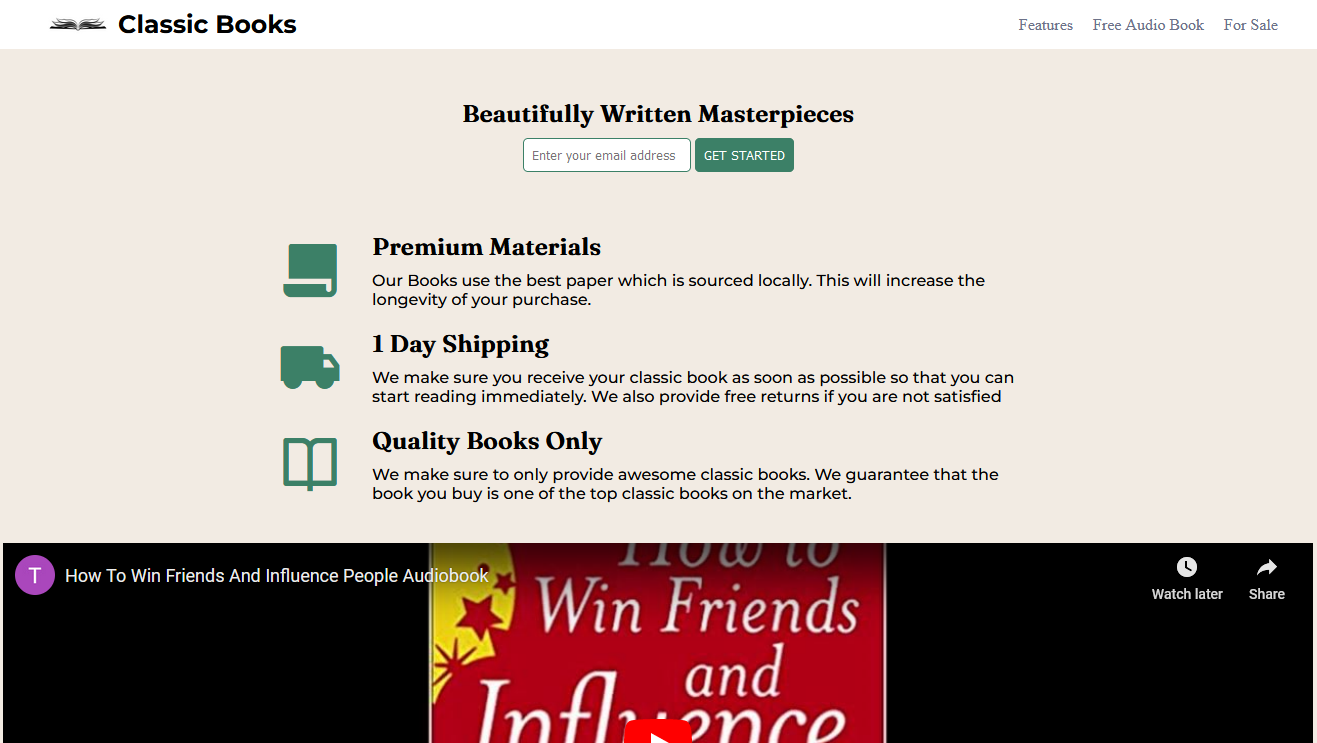 Classic Books
Features
Free Audio Book
For Sale
Beautifully Written Masterpieces
Enter your email address
GET STARTED
Premium Materials
Our Books use the best paper which is sourced locally. This will increase the
longevity of your purchase.
1 Day Shipping
We make sure you receive your classic book as soon as possible so that you can
start reading immediately. We also provide free returns if you are not satisfied
Quality Books Only
We make sure to only provide awesome classic books. We guarantee that the
book you buy is one of the top classic books on the market.
T
How To Win Friends And Influence People Audiobook
Watch later
Share
How to
Win Friends
and
Influence